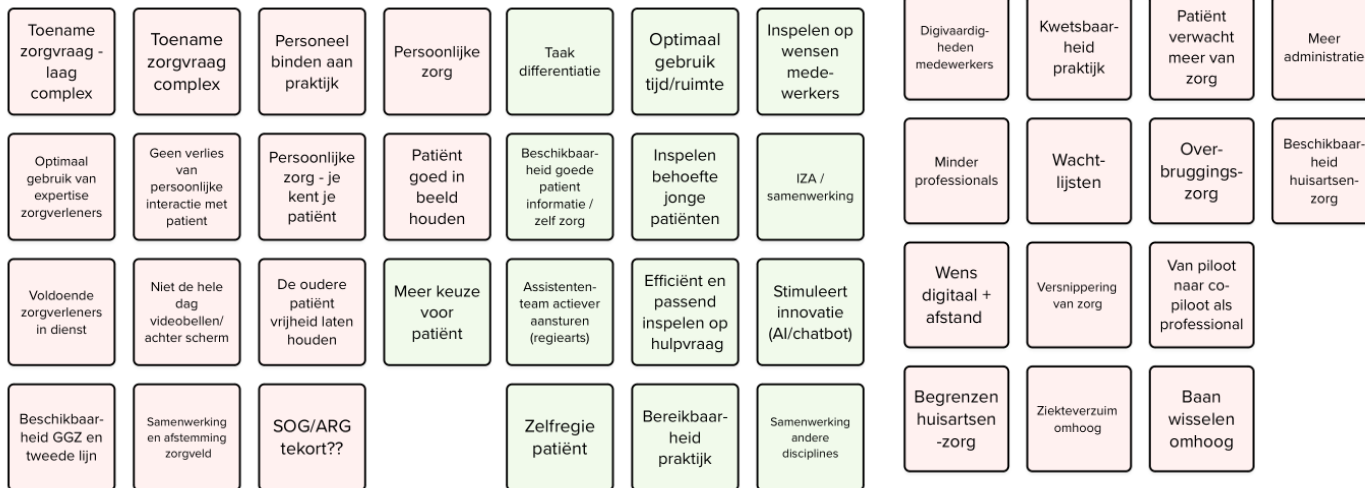 Toename
zorgvraag -
laag
complex
Toename
zorgvraag
complex
Personeel
binden aan
praktijk
Persoonlijke
zorg
Taak
differentiatie
Optimaal
gebruik
tijd/ruimte
Inspelen op
wensen
mede-
werkers
Optimaal
gebruik van
expertise
zorgverleners
Geen verlies
van
persoonlijke
interactie met
patient
Persoonlijke
zorg - je
kent je
patiënt
Patiënt
goed in
beeld
houden
Beschikbaar-
heid goede
patient
informatie /
zelf zorg
Inspelen
behoefte
jonge
patiënten
IZA /
samenwerking
Voldoende
zorgverleners
in dienst
Niet de hele
dag
videobellen/
achter scherm
De oudere
patiënt
vrijheid laten
houden
Meer keuze
voor
patiënt
Assistenten-
team actiever
aansturen
(regiearts)
Efficiënt en
passend
inspelen op
hulpvraag
Stimuleert
innovatie
(AI/chatbot)
Beschikbaar-
heid GGZ en
tweede lijn
Samenwerking
en afstemming
zorgveld
SOG/ARG
tekort??
Zelfregie
patiënt
Bereikbaar-
heid
praktijk
Samenwerking
andere
disciplines
Digivaardig-
heden
medewerkers
Kwetsbaar-
heid
praktijk
Patiënt
verwacht
meer van
zorg
Meer
administratie
Minder
professionals
Wacht-
lijsten
Over-
bruggings-
zorg
Beschikbaar-
heid
huisartsen-
zorg
Wens
digitaal +
afstand
Versnippering
van zorg
Van piloot
naar co-
piloot als
professional
Begrenzen
huisartsen
-zorg
Ziekteverzuim
omhoog
Baan
wisselen
omhoog